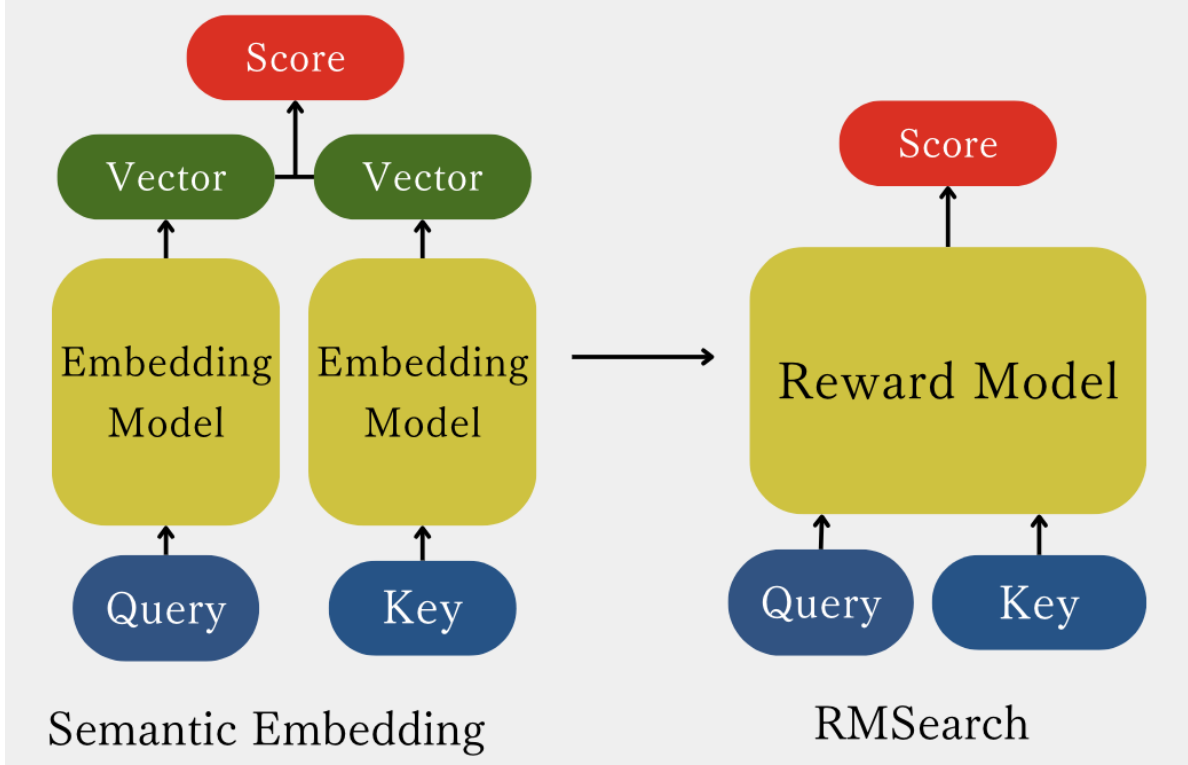 Score
Vector
Vector
Embedding
Model
Embedding
Model
Query
Key
Semantic Embedding
Score
Reward Model
Query
Key
RMSearch